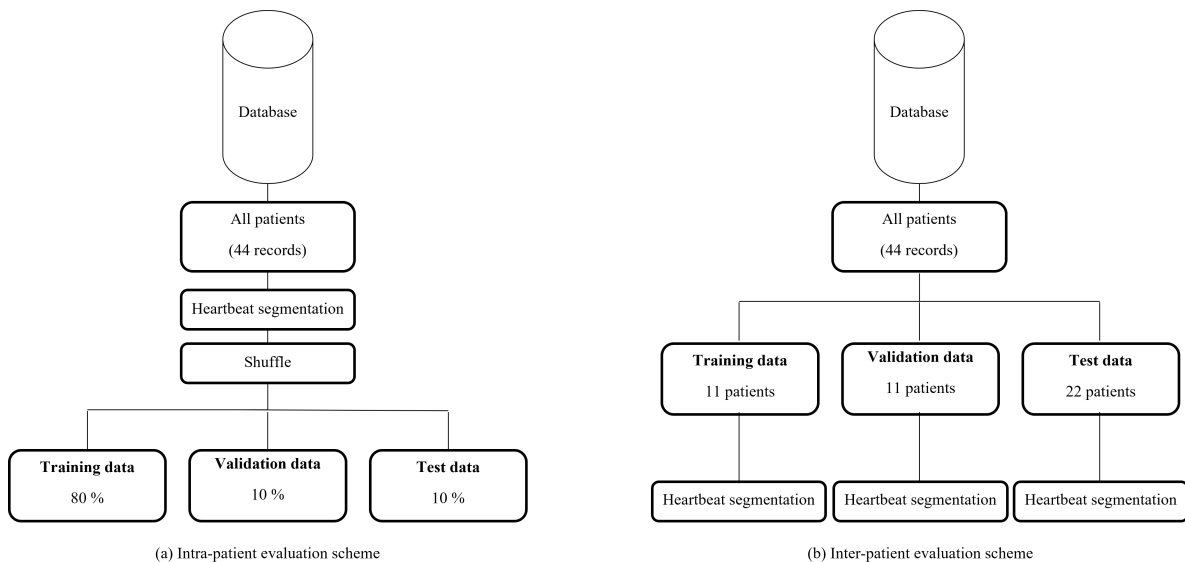 Database
All patients
(44 records)
Heartbeat segmentation
Shuffle
Training data
80 %
Validation data
10 %
Test data
10 %
(a) Intra-patient evaluation scheme
Database
All patients
(44 records)
Training data
11 patients
Validation data
11 patients
Test data
22 patients
Heartbeat segmentation
Heartbeat segmentation
Heartbeat segmentation
(b) Inter-patient evaluation scheme